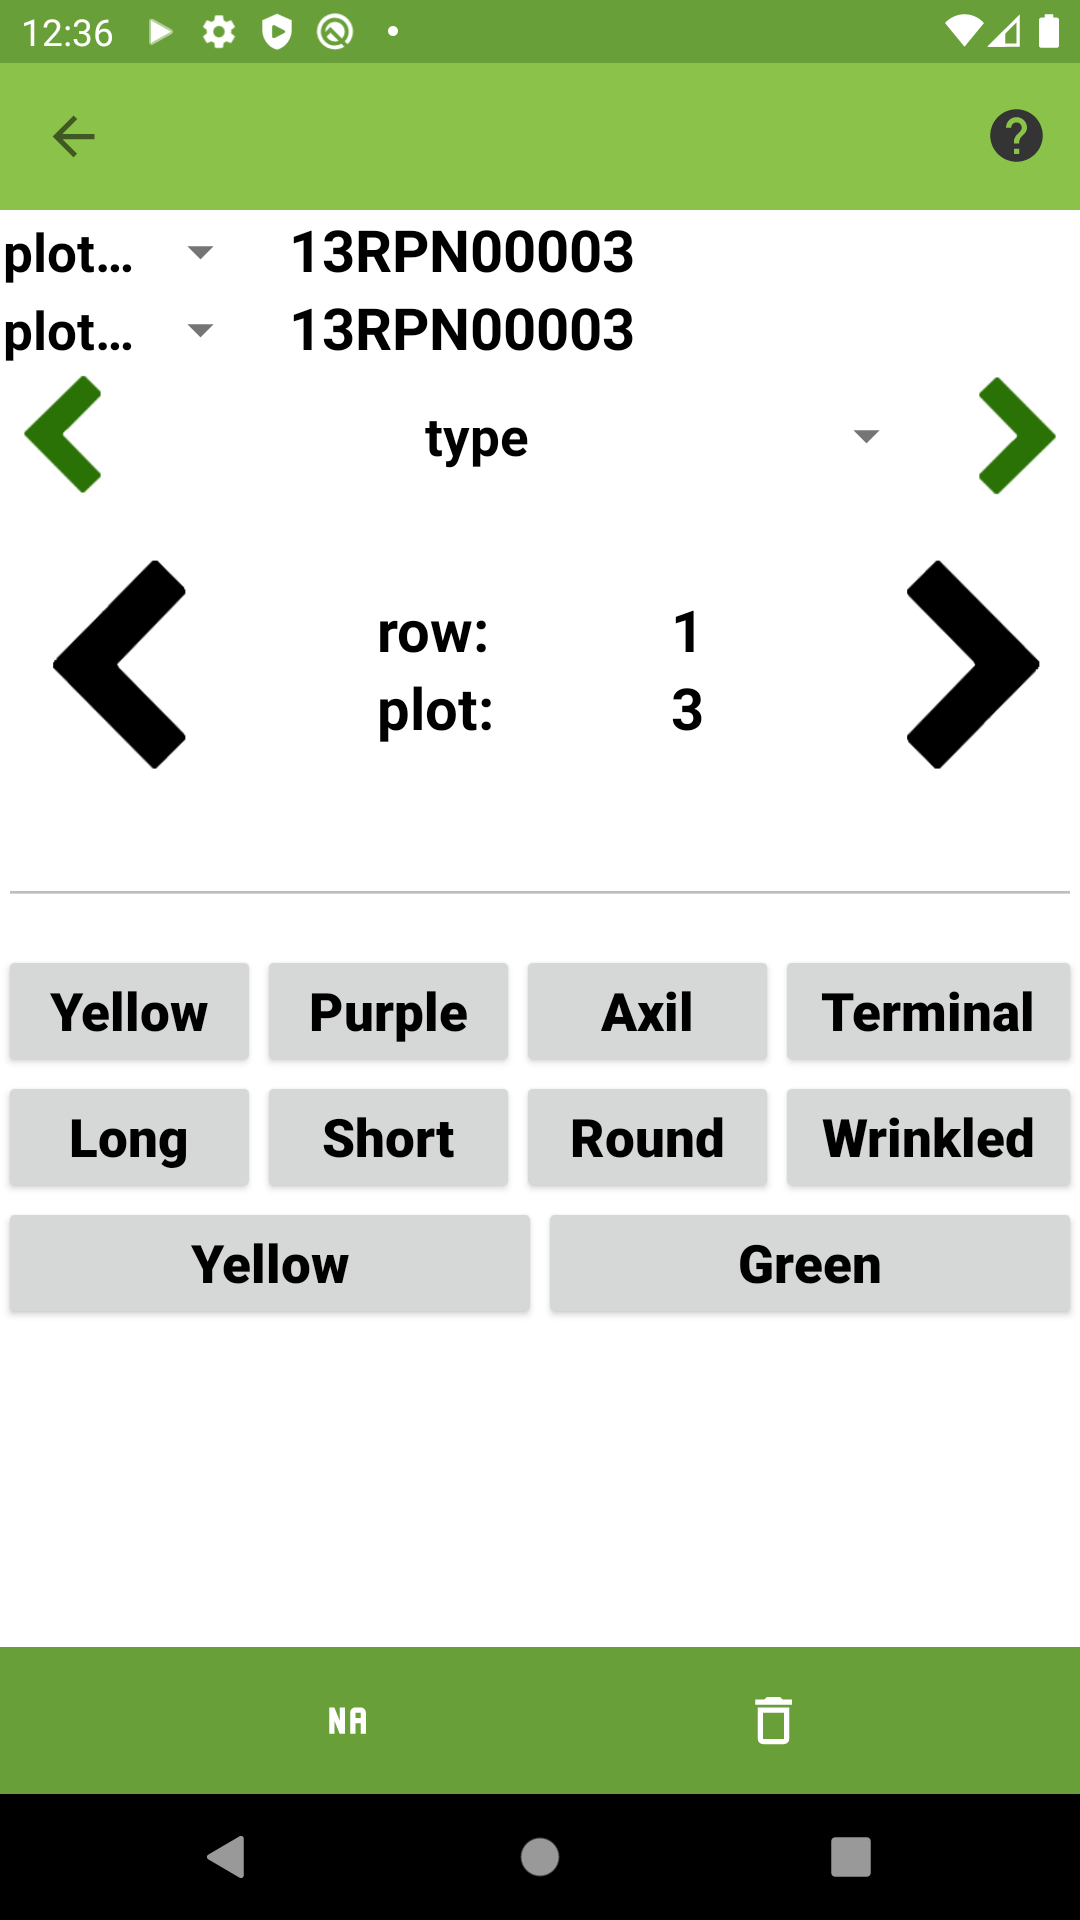 12:36
plot... 13RPN00003
plot... 13RPN00003
type
row: 1
plot: 3
Yellow Purple Axil Terminal
Long Short Round Wrinkled
Yellow Green
NA